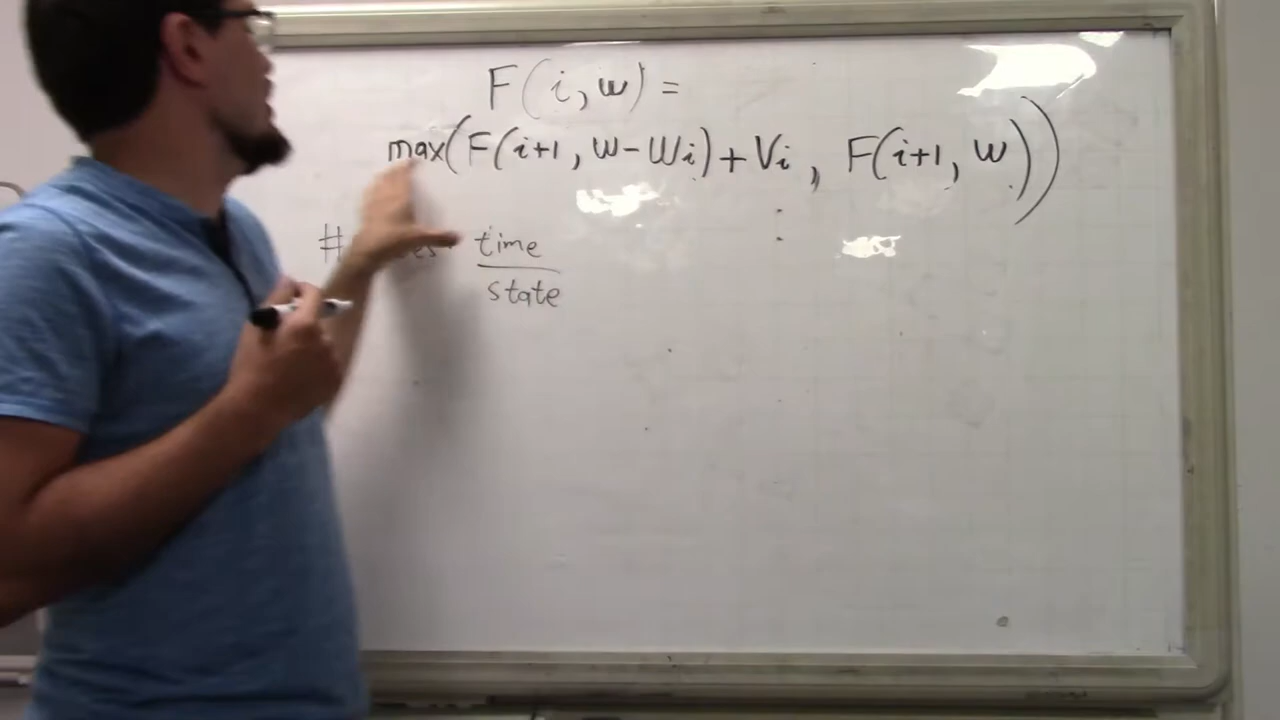 F(i, w) =
max(F(i+1, w-wi) + vi, F(i+1, w))
# time
state